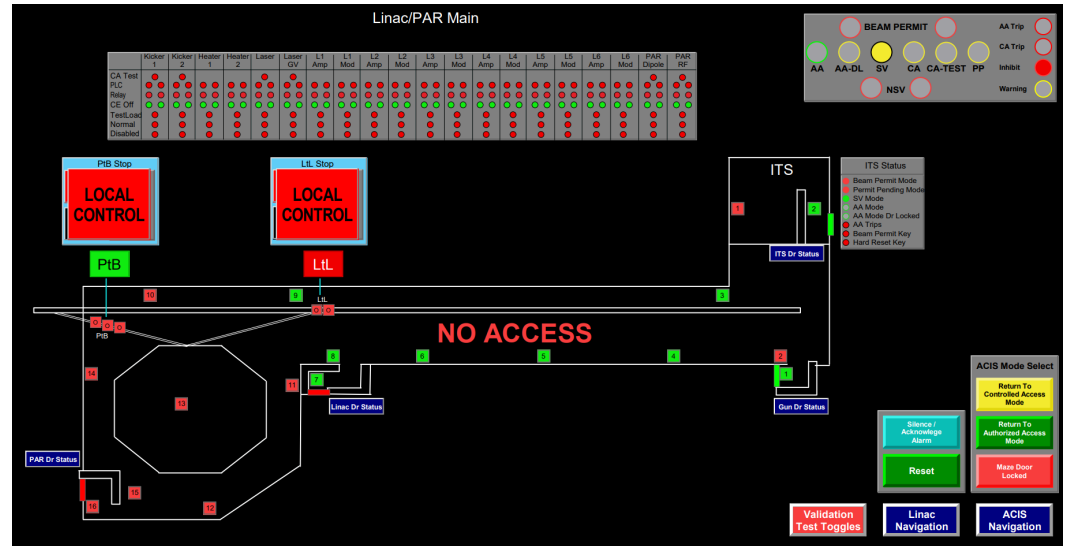 Linac/PAR Main
Kicker 1 Kicker 2 Heater 1 Heater 2 Laser Laser GV L1 Amp L1 Mod L2 Amp L2 Mod L3 Amp L3 Mod L4 Amp L4 Mod L5 Amp L5 Mod L6 Amp L6 Mod PAR Dipole PAR RF
CA Test
PLC
Relay
CE Off
TestLoad
Normal
Disabled
BEAM PERMIT
AA AA-DL SV CA CA-TEST PP
NSV
AA Trip
CA Trip
Inhibit
Warning
PtB Stop
LOCAL
CONTROL
LtL Stop
LOCAL
CONTROL
PtB
LtL
ITS
1
2
ITS Dr Status
ITS Status
Beam Permit Mode
Permit Pending Mode
SV Mode
AA Mode
AA Mode Dr Locked
AA Trips
Beam Permit Key
Hard Reset Key
10
9
3
LtL
PtB
NO ACCESS
8
6
5
4
2
14
11
7
1
13
Linac Dr Status
Gun Dr Status
PAR Dr Status
15
16
12
ACIS Mode Select
Return To
Controlled Access
Mode
Return To
Authorized Access
Mode
Maze Door
Locked
Silence /
Acknowlege
Alarm
Reset
Validation
Test Toggles
Linac
Navigation
ACIS
Navigation